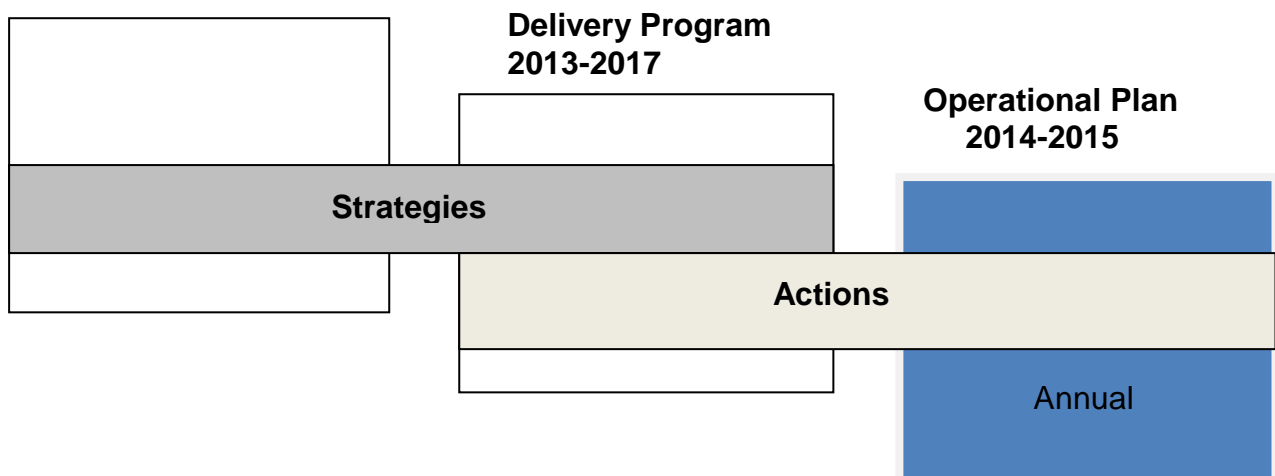 Delivery Program
2013-2017
Operational Plan
2014-2015
Strategies
Actions
Annual